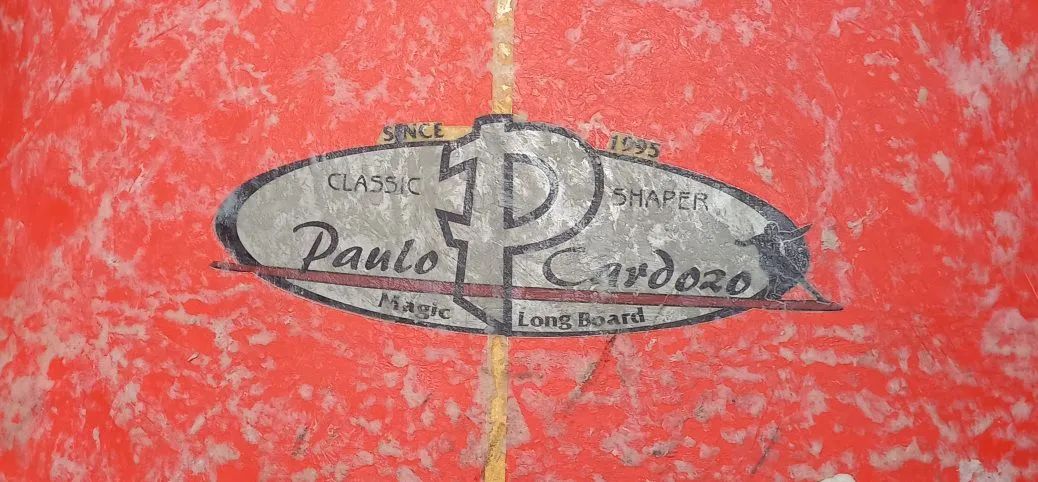 SINCE 1995
CLASSIC P SHAPER
Paulo Cardozo
Magic Long Board